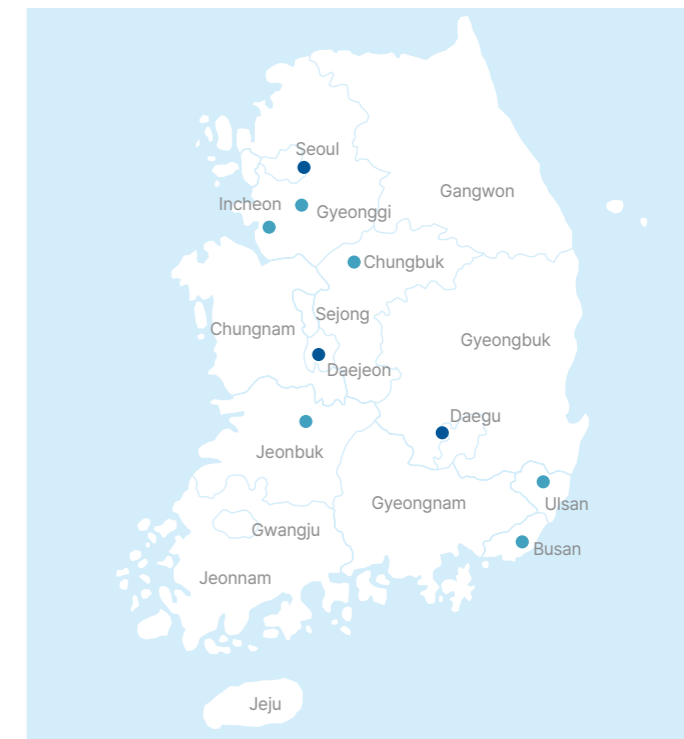 Seoul
Gangwon
Incheon
Gyeonggi
Chungbuk
Sejong
Chungnam
Gyeongbuk
Daejeon
Daegu
Jeonbuk
Gyeongnam
Ulsan
Gwangju
Busan
Jeonnam
Jeju